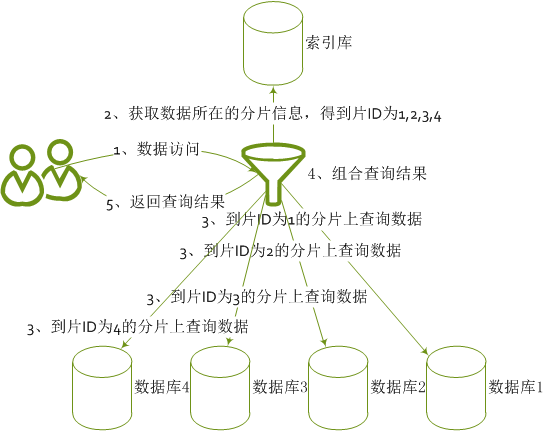 索引库
2、获取数据所在的分片信息，得到片ID为1,2,3,4
1、数据访问
4、组合查询结果
5、返回查询结果
3、到片ID为1的分片上查询数据
3、到片ID为2的分片上查询数据
3、到片ID为3的分片上查询数据
3、到片ID为4的分片上查询数据
数据库4
数据库3
数据库2
数据库1